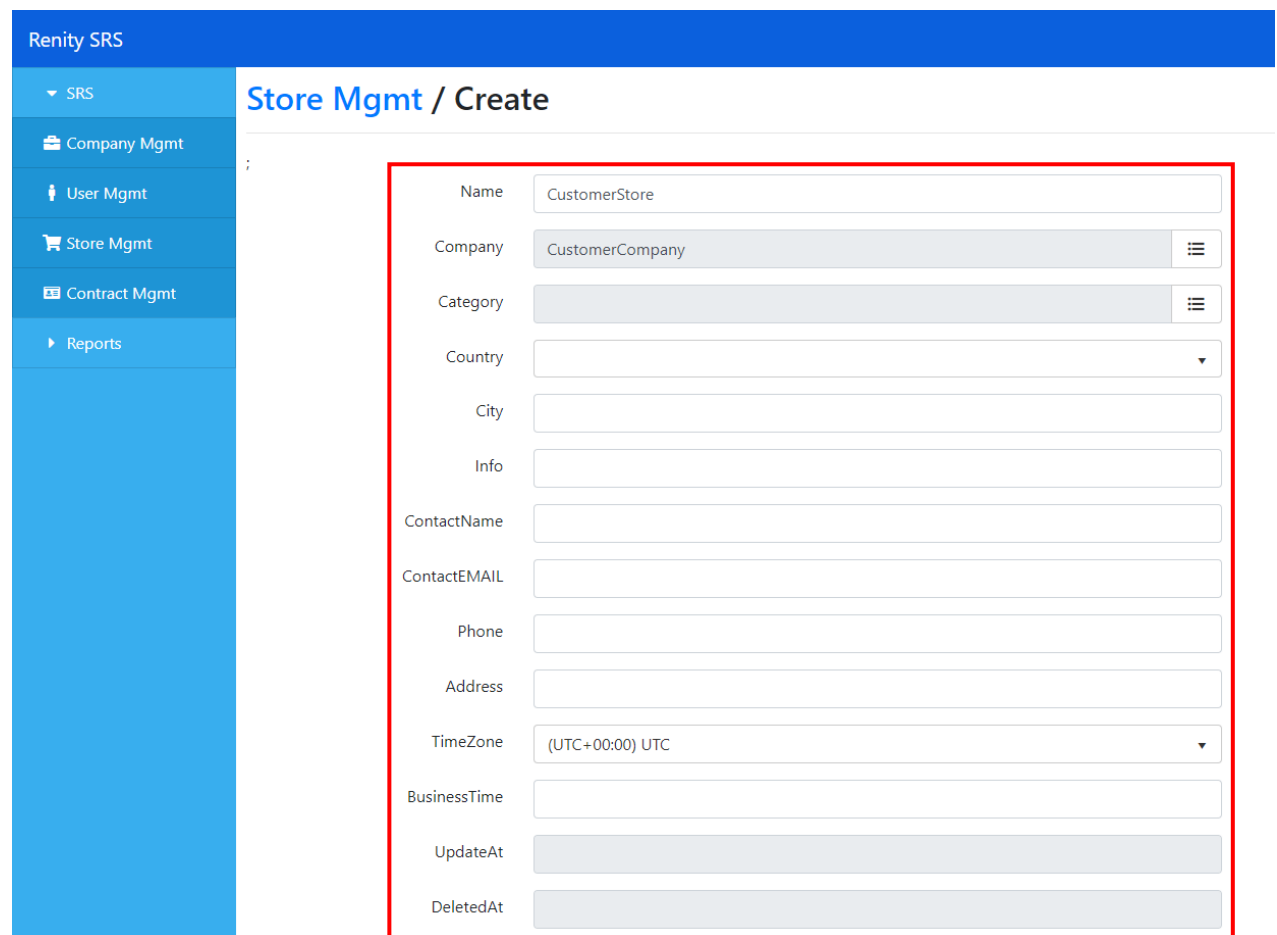 Renity SRS
SRS
Company Mgmt
User Mgmt
Store Mgmt
Contract Mgmt
Reports
Store Mgmt / Create
;
Name CustomerStore
Company CustomerCompany
Category
Country
City
Info
ContactName
ContactEMAIL
Phone
Address
TimeZone (UTC+00:00) UTC
BusinessTime
UpdateAt
DeletedAt